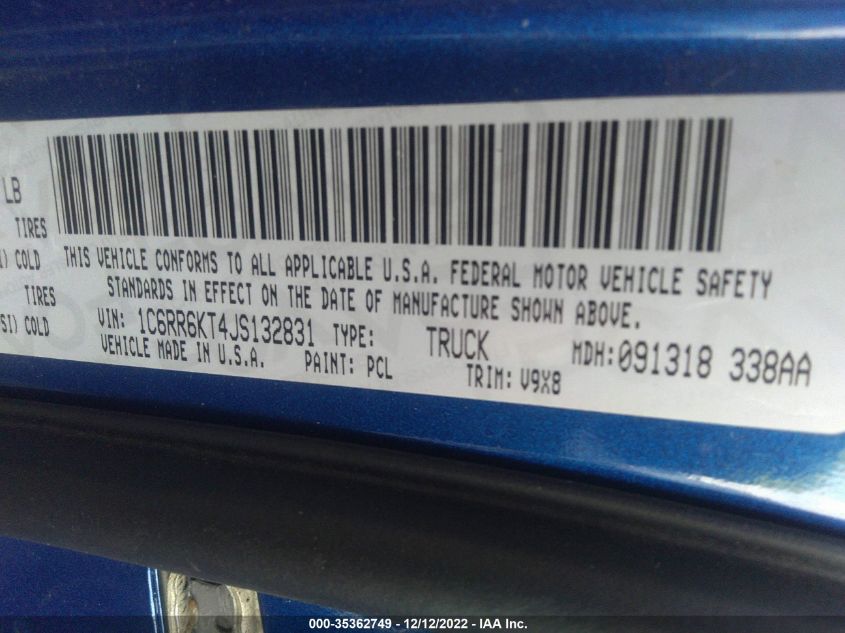 LB
TIRES
I) COLD
TIRES
SI) COLD
THIS VEHICLE CONFORMS TO ALL APPLICABLE U.S.A. FEDERAL MOTOR VEHICLE SAFETY
STANDARDS IN EFFECT ON THE DATE OF MANUFACTURE SHOWN ABOVE.
VIN: 1C6RR6KT4JS132831 TYPE: TRUCK MDH:091318 338AA
VEHICLE MADE IN U.S.A. PAINT: PCL TRIM: V9X8
000-35362749 - 12/12/2022 - IAA Inc.